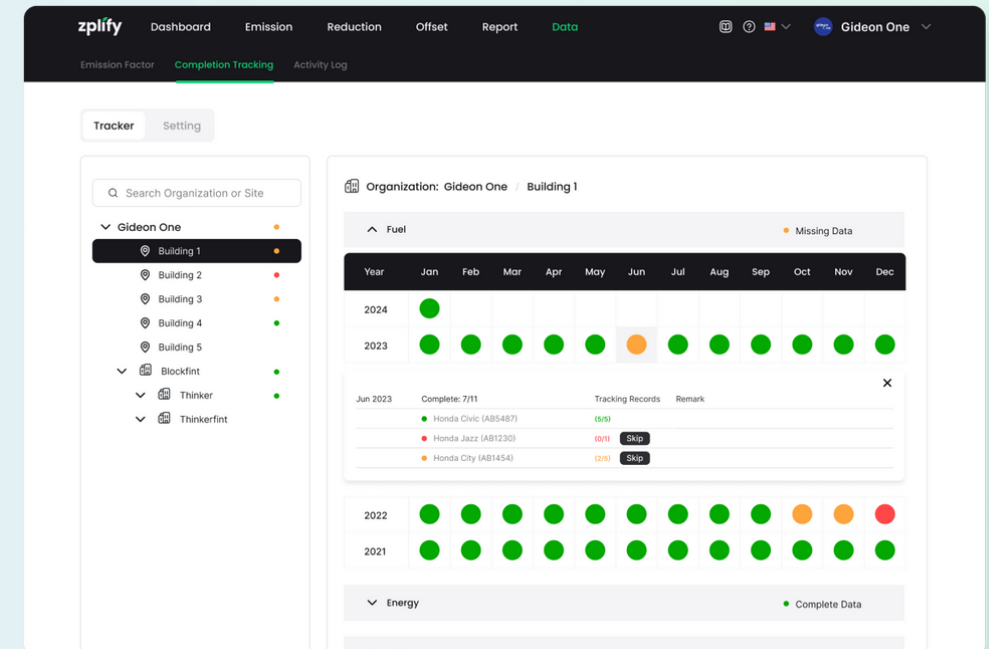 zplify Dashboard Emission Reduction Offset Report Data Gideon One
Emission Factor Completion Tracking Activity Log
Tracker Setting
Search Organization or Site
Gideon One
Building 1
Building 2
Building 3
Building 4
Building 5
Blockfint
Thinker
Thinkerfint
Organization: Gideon One / Building 1
Fuel Missing Data
Year Jan Feb Mar Apr May Jun Jul Aug Sep Oct Nov Dec
2024
2023
Jun 2023 Complete: 7/11 Tracking Records Remark
Honda Civic (AB5487) (5/5)
Honda Jazz (AB1230) (0/1) Skip
Honda City (AB1454) (2/5) Skip
2022
2021
Energy Complete Data